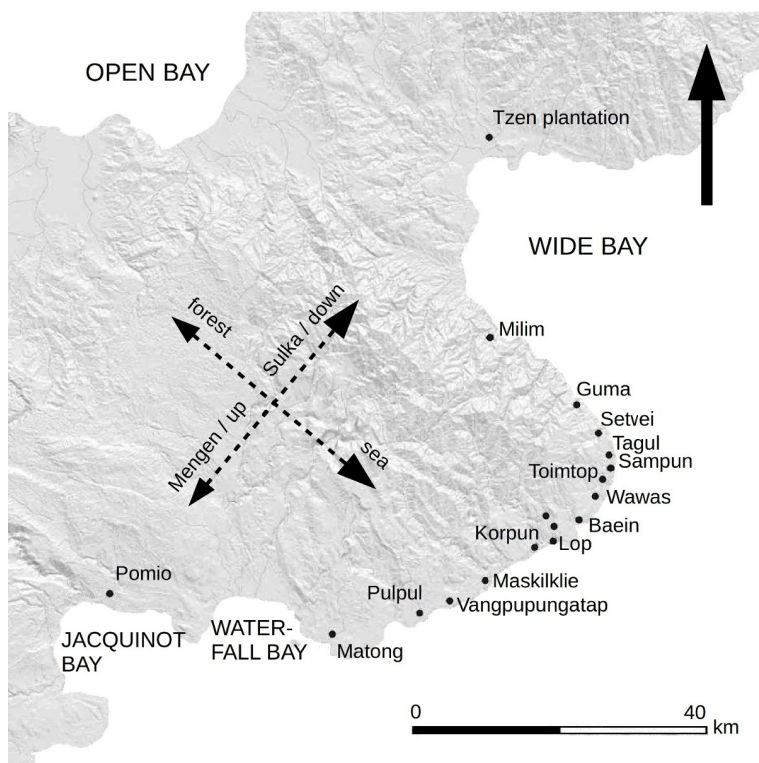 OPEN BAY
Tzen plantation
WIDE BAY
forest
Sulka / down
Mengen / up
sea
Milim
Guma
Setvei
Tagul
Sampun
Toimtop
Wawas
Baein
Korpun
Lop
Maskilklie
Vangpupungatap
Pulpul
Pomio
JACQUINOT
BAY
WATER-
FALL BAY
Matong
0
40
km